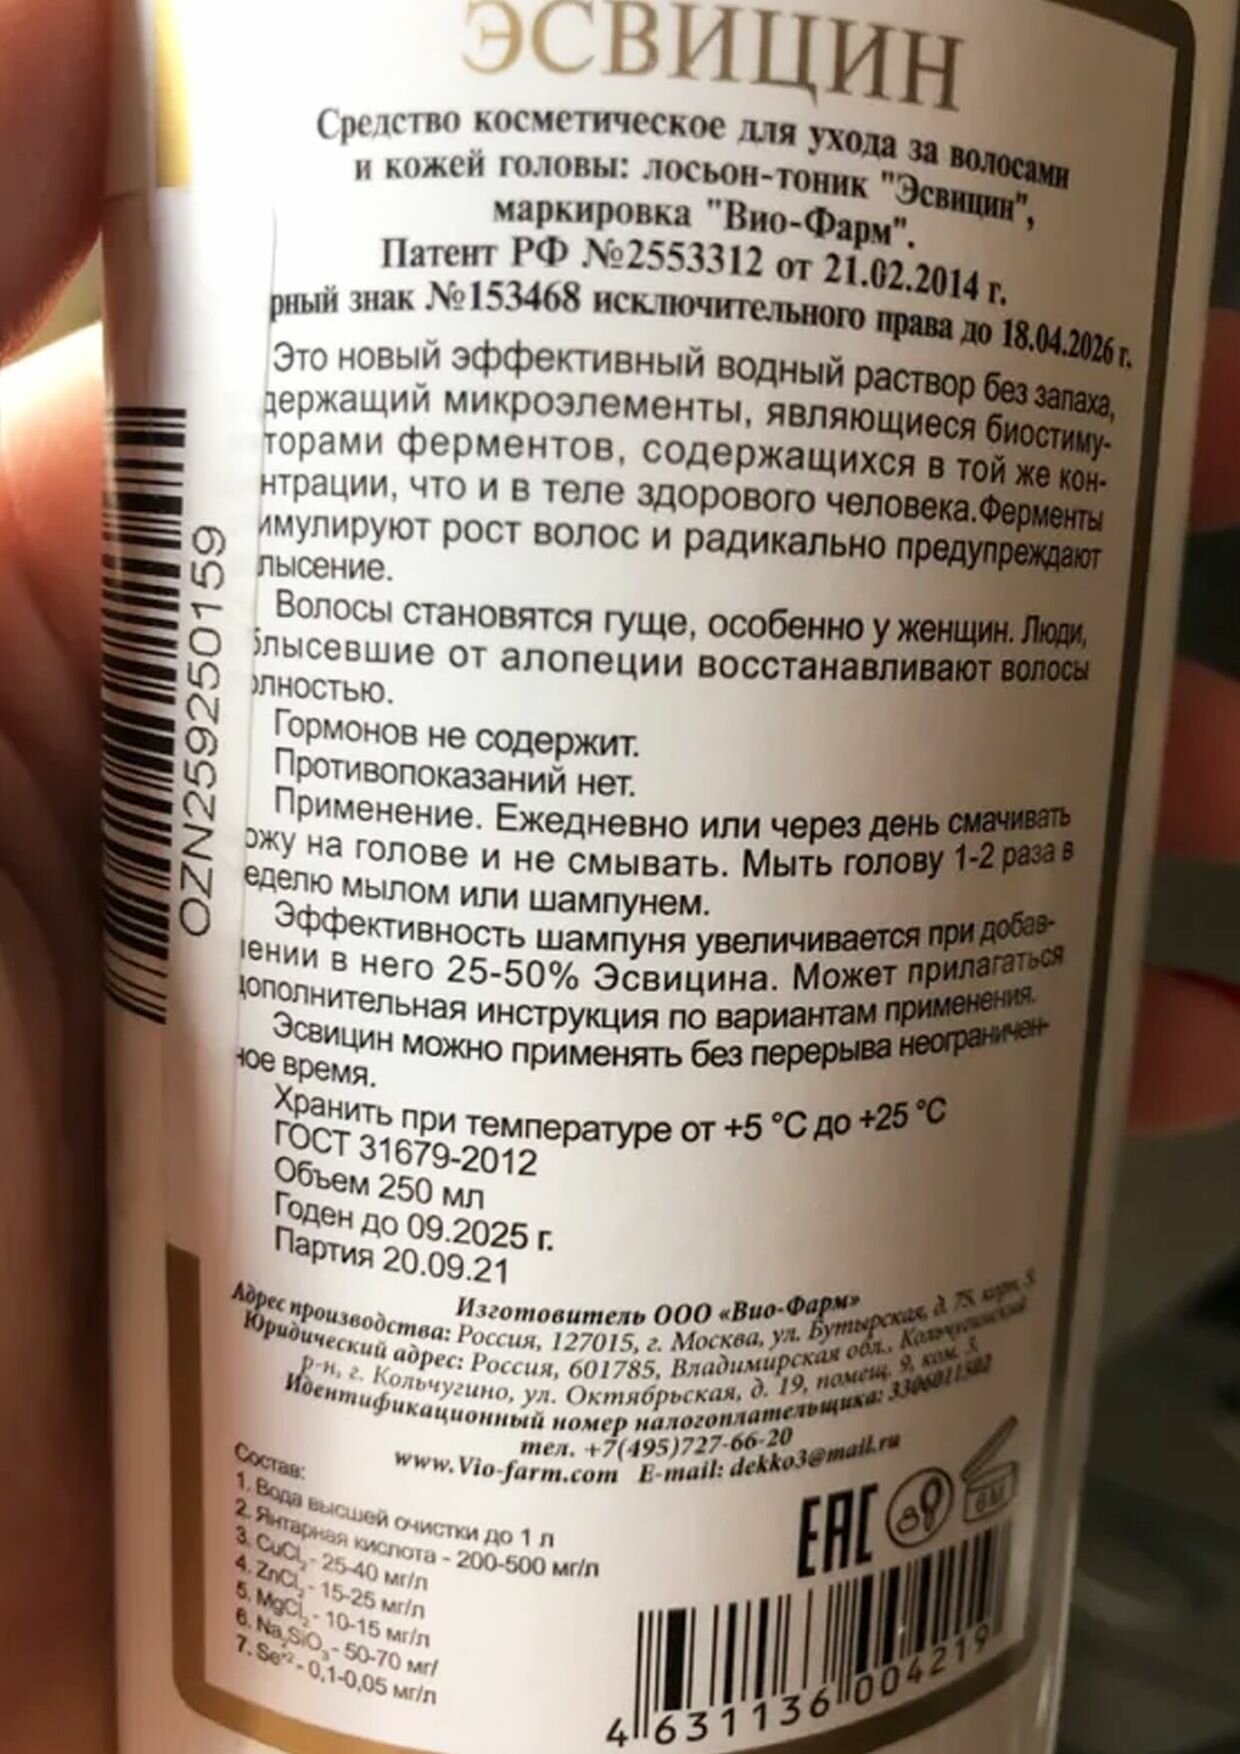 ЭСВИЦИН
Средство косметическое для ухода за волосами
и кожей головы: лосьон-тоник "Эсвицин",
маркировка "Вио-Фарм".
Патент РФ №2553312 от 21.02.2014 г.
рный знак №153468 исключительного права до 18.04.2026 г.
Это новый эффективный водный раствор без запаха,
держащий микроэлементы, являющиеся биостиму-
торами ферментов, содержащихся в той же кон-
нтрации, что и в теле здорового человека.Ферменты
имулируют рост волос и радикально предупреждают
лысение.
Волосы становятся гуще, особенно у женщин. Люди,
блысевшие от алопеции восстанавливают волосы
олностью.
Гормонов не содержит.
Противопоказаний нет.
Применение. Ежедневно или через день смачивать
ожу на голове и не смывать. Мыть голову 1-2 раза в
еделю мылом или шампунем.
Эффективность шампуня увеличивается при добав-
лении в него 25-50% Эсвицина. Может прилагаться
дополнительная инструкция по вариантам применения.
Эсвицин можно применять без перерыва неограничен-
ное время.
Хранить при температуре от +5 °C до +25 °C
ГОСТ 31679-2012
Объем 250 мл
Годен до 09.2025 г.
Партия 20.09.21
Изготовитель ООО «Вио-Фарм»
Адрес производства: Россия, 127015, г. Москва, ул. Бутырская, д. 75, корп.
Юридический адрес: Россия, 601785, Владимирская обл., Кольчугинский
р-н, г. Кольчугино, ул. Октябрьская, д. 19, помещ. 9, ком. 3.
Идентификационный номер налогоплательщика: 3306011502
тел. +7(495)727-66-20
www.Vio-farm.com E-mail: dekko3@mail.ru
Состав:
1. Вода высшей очистки до 1 л
2. Янтарная кислота - 200-500 мг/л
3. CuCl₂ - 25-40 мг/л
4. ZnCl₂ - 15-25 мг/л
5. MgCl₂ - 10-15 мг/л
6. Na₂SiO₃ - 50-70 мг/
7. Se⁺² - 0,1-0,05 мг/л
EAC
6M
4 631136 004219
OZN259250159